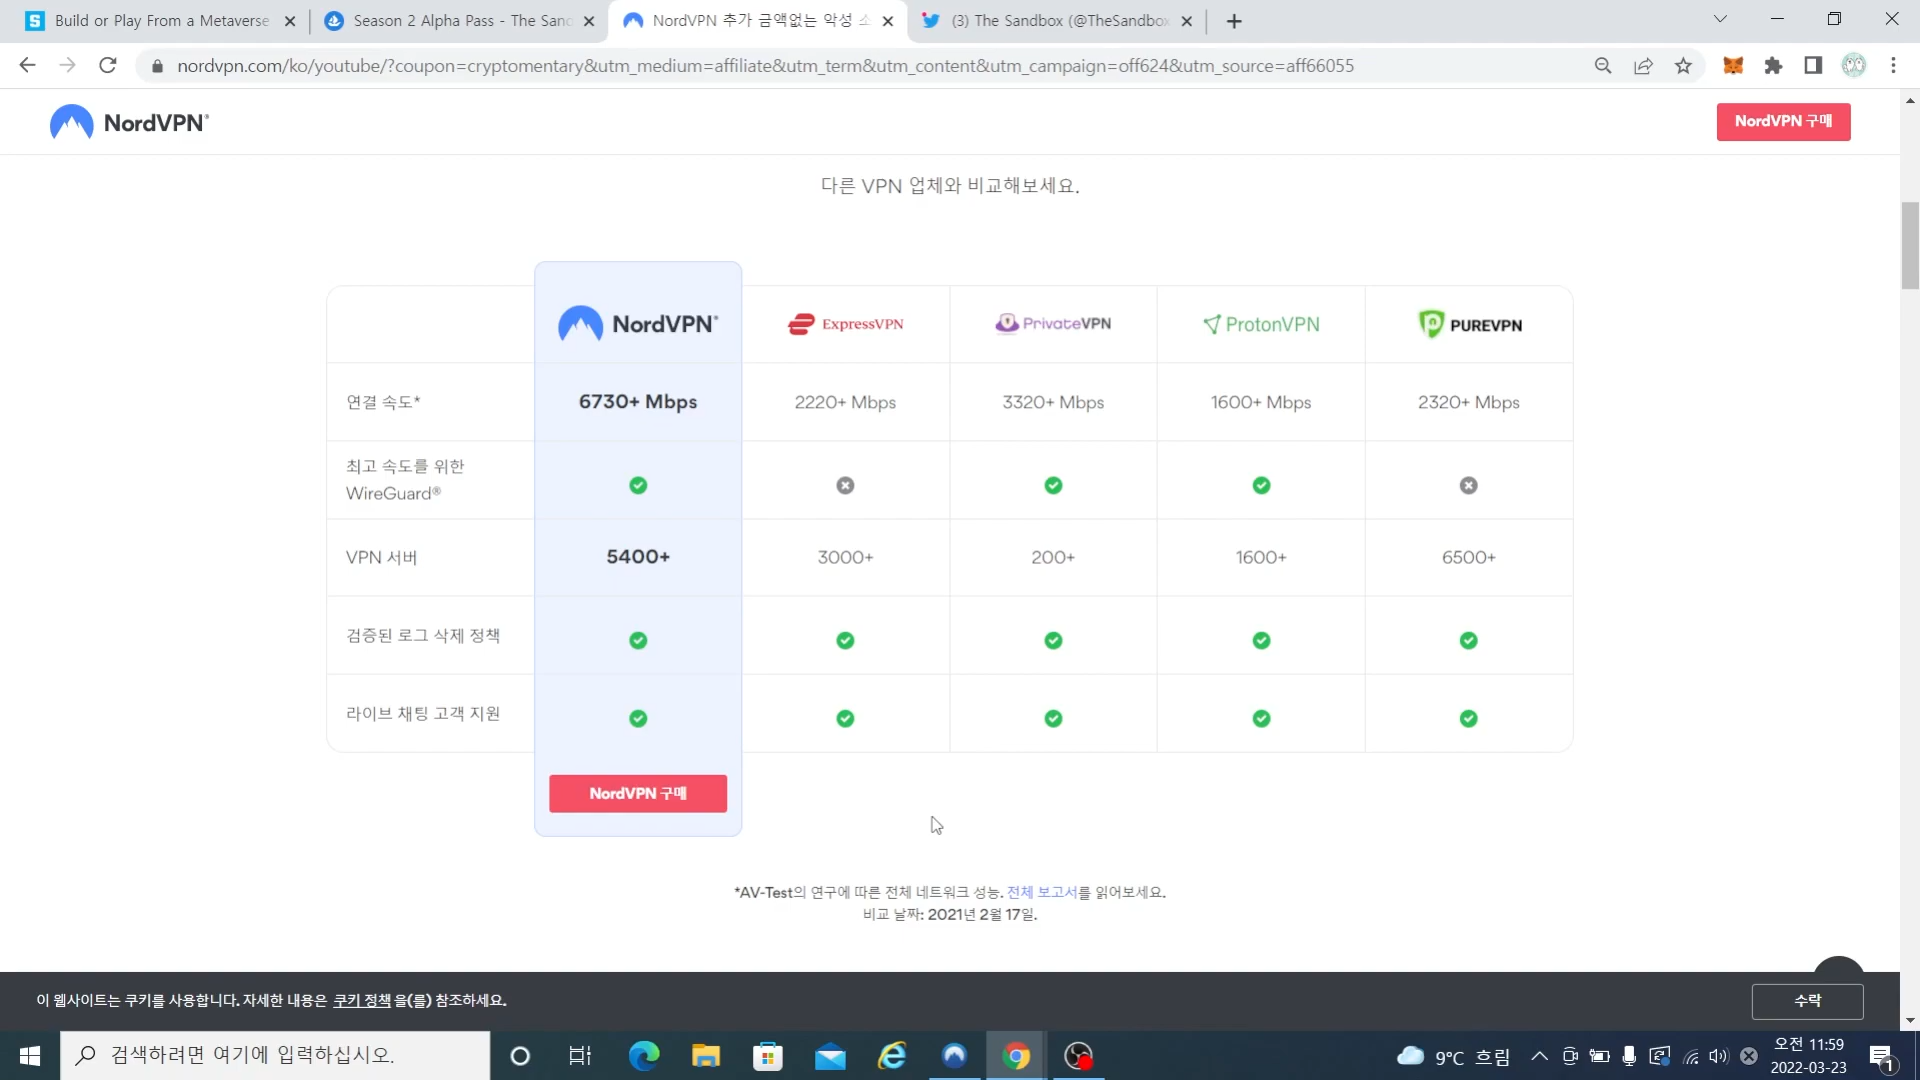 Build or Play From a Metaverse
Season 2 Alpha Pass - The Sand
NordVPN 추가 금액없는 악성 소
(3) The Sandbox (@TheSandbox
nordvpn.com/ko/youtube/?coupon=cryptomentary&utm_medium=affiliate&utm_term&utm_content&utm_campaign=off624&utm_source=aff66055
NordVPN®
NordVPN 구매
다른 VPN 업체와 비교해보세요.
NordVPN® ExpressVPN PrivateVPN ProtonVPN PUREVPN
연결 속도* 6730+ Mbps 2220+ Mbps 3320+ Mbps 1600+ Mbps 2320+ Mbps
최고 속도를 위한
WireGuard®
VPN 서버 5400+ 3000+ 200+ 1600+ 6500+
검증된 로그 삭제 정책
라이브 채팅 고객 지원
NordVPN 구매
*AV-Test의 연구에 따른 전체 네트워크 성능. 전체 보고서를 읽어보세요.
비교 날짜: 2021년 2월 17일.
이 웹사이트는 쿠키를 사용합니다. 자세한 내용은 쿠키 정책을(를) 참조하세요.
수락
검색하려면 여기에 입력하십시오.
9°C 흐림
오전 11:59
2022-03-23
1